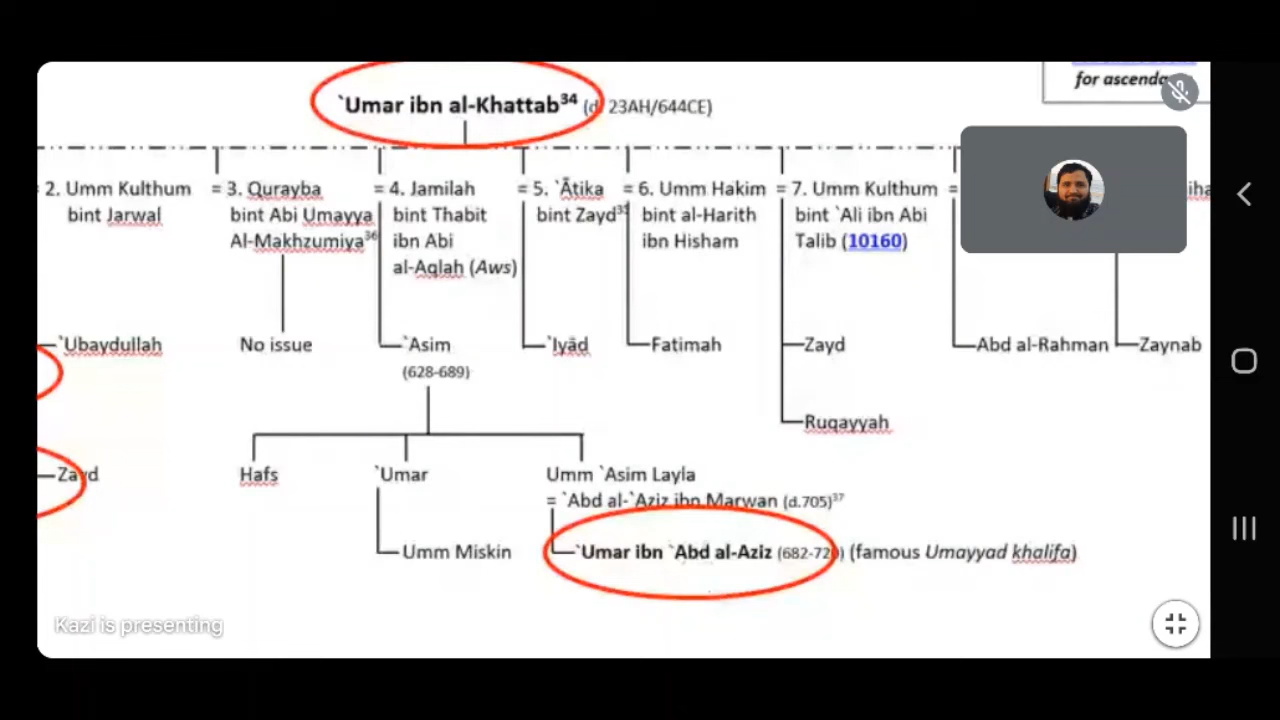 for ascenda
`Umar ibn al-Khattab34 (d. 23AH/644CE)
= 2. Umm Kulthum = 3. Qurayba = 4. Jamilah = 5. `Ātika = 6. Umm Hakim = 7. Umm Kulthum =
bint Jarwal bint Abi Umayya bint Thabit bint Zayd35 bint al-Harith bint `Ali ibn Abi
Al-Makhzumiya36 ibn Abi ibn Hisham Talib (10160)
al-Aqlah (Aws)
`Ubaydullah No issue `Asim `Iyād Fatimah Zayd Abd al-Rahman Zaynab
(628-689)
Ruqayyah
Zayd Hafs `Umar Umm `Asim Layla
= `Abd al-`Aziz ibn Marwan (d.705)37
Umm Miskin `Umar ibn `Abd al-Aziz (682-720) (famous Umayyad khalifa)
Kazi is presenting